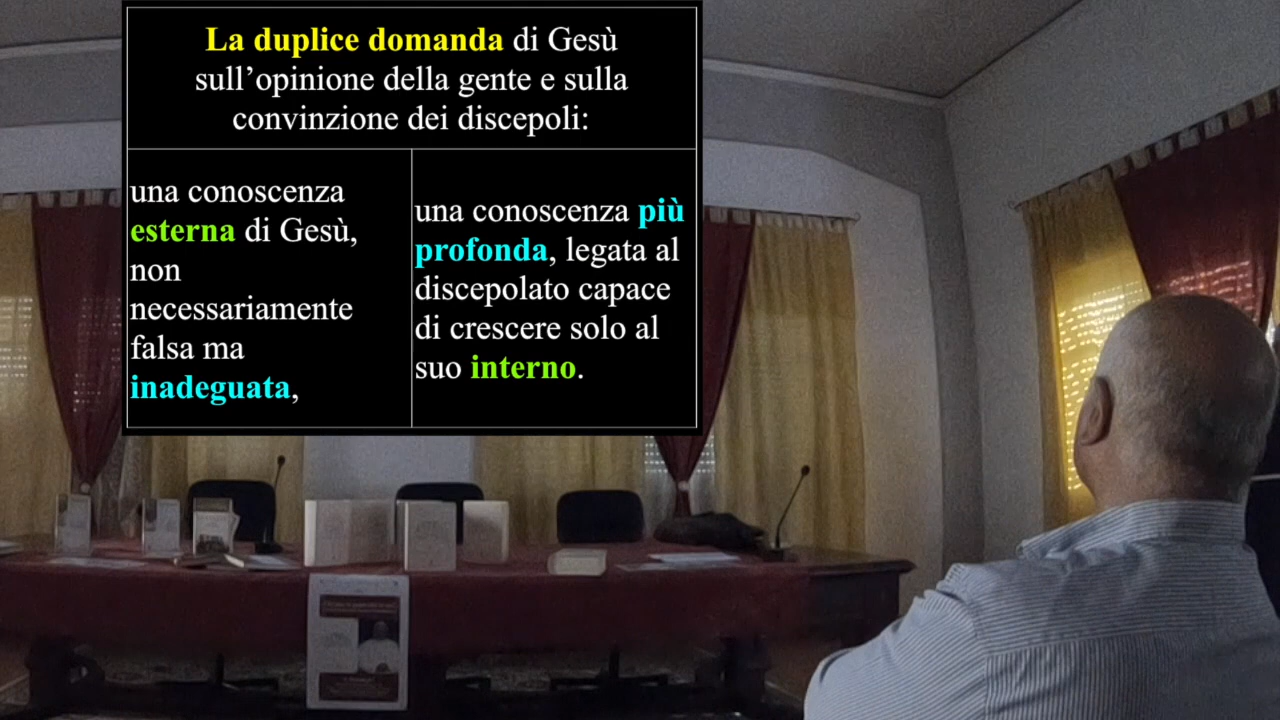 La duplice domanda di Gesù
sull’opinione della gente e sulla
convinzione dei discepoli:
una conoscenza
esterna di Gesù,
non
necessariamente
falsa ma
inadeguata,
una conoscenza più
profonda, legata al
discepolato capace
di crescere solo al
suo interno.